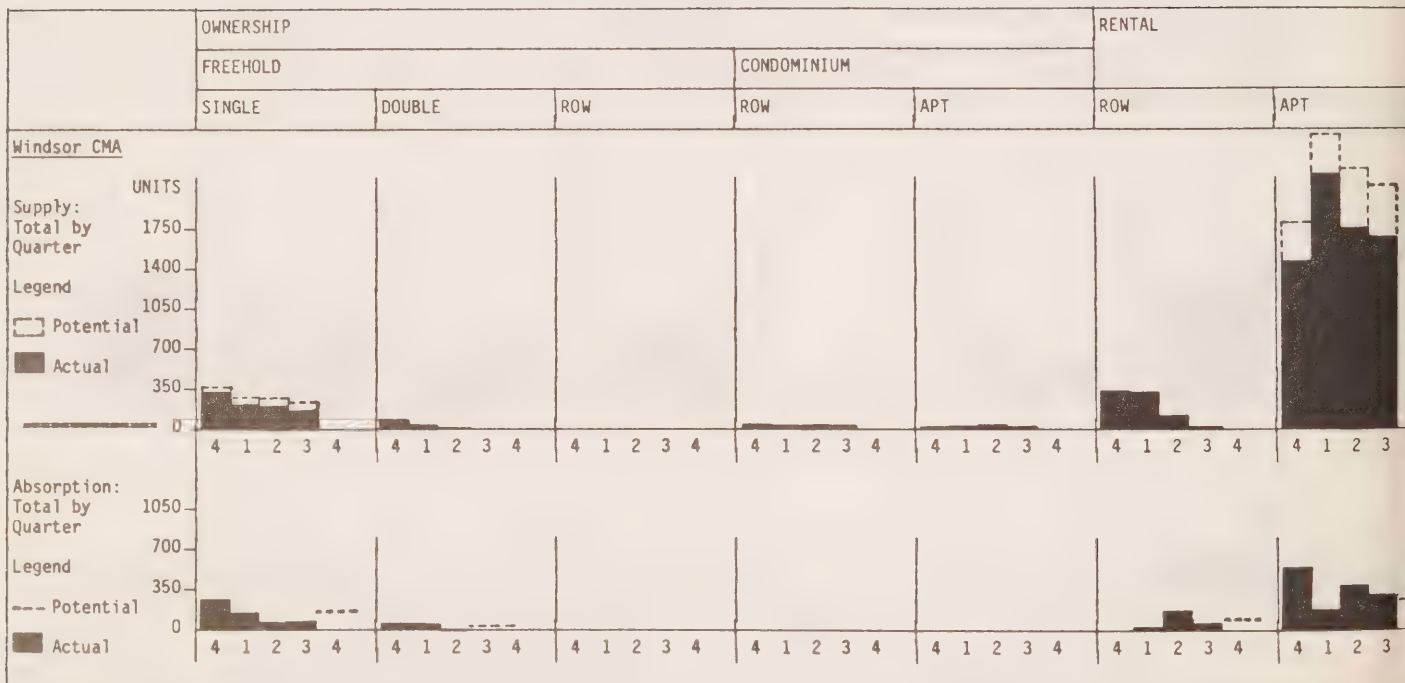 OWNERSHIP RENTAL
FREEHOLD CONDOMINIUM
SINGLE DOUBLE ROW ROW APT ROW APT
Windsor CMA
UNITS
Supply:
Total by 1750
Quarter
1400
Legend
1050
Potential
700
Actual
350
0
4 1 2 3 4 4 1 2 3 4 4 1 2 3 4 4 1 2 3 4 4 1 2 3 4 4 1 2 3 4 4 1 2 3
Absorption:
Total by 1050
Quarter
700
Legend
350
Potential
0
Actual
4 1 2 3 4 4 1 2 3 4 4 1 2 3 4 4 1 2 3 4 4 1 2 3 4 4 1 2 3 4 4 1 2 3